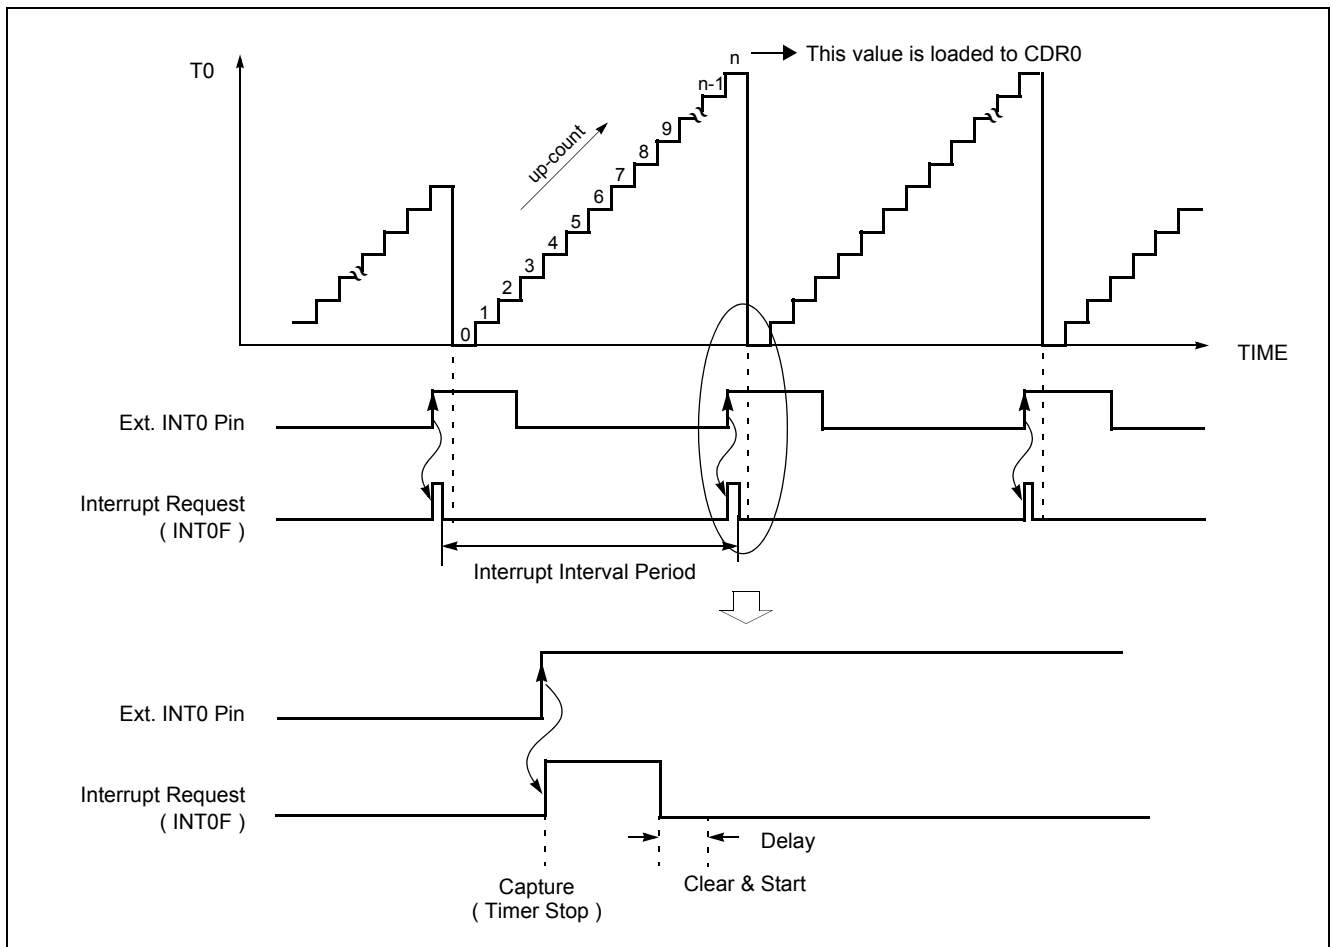 T0
n
This value is loaded to CDR0
n-1
9
8
7
6
5
4
3
2
1
0
up-count
TIME
Ext. INT0 Pin
Interrupt Request
( INT0F )
Interrupt Interval Period
Ext. INT0 Pin
Interrupt Request
( INT0F )
Delay
Clear & Start
Capture
( Timer Stop )